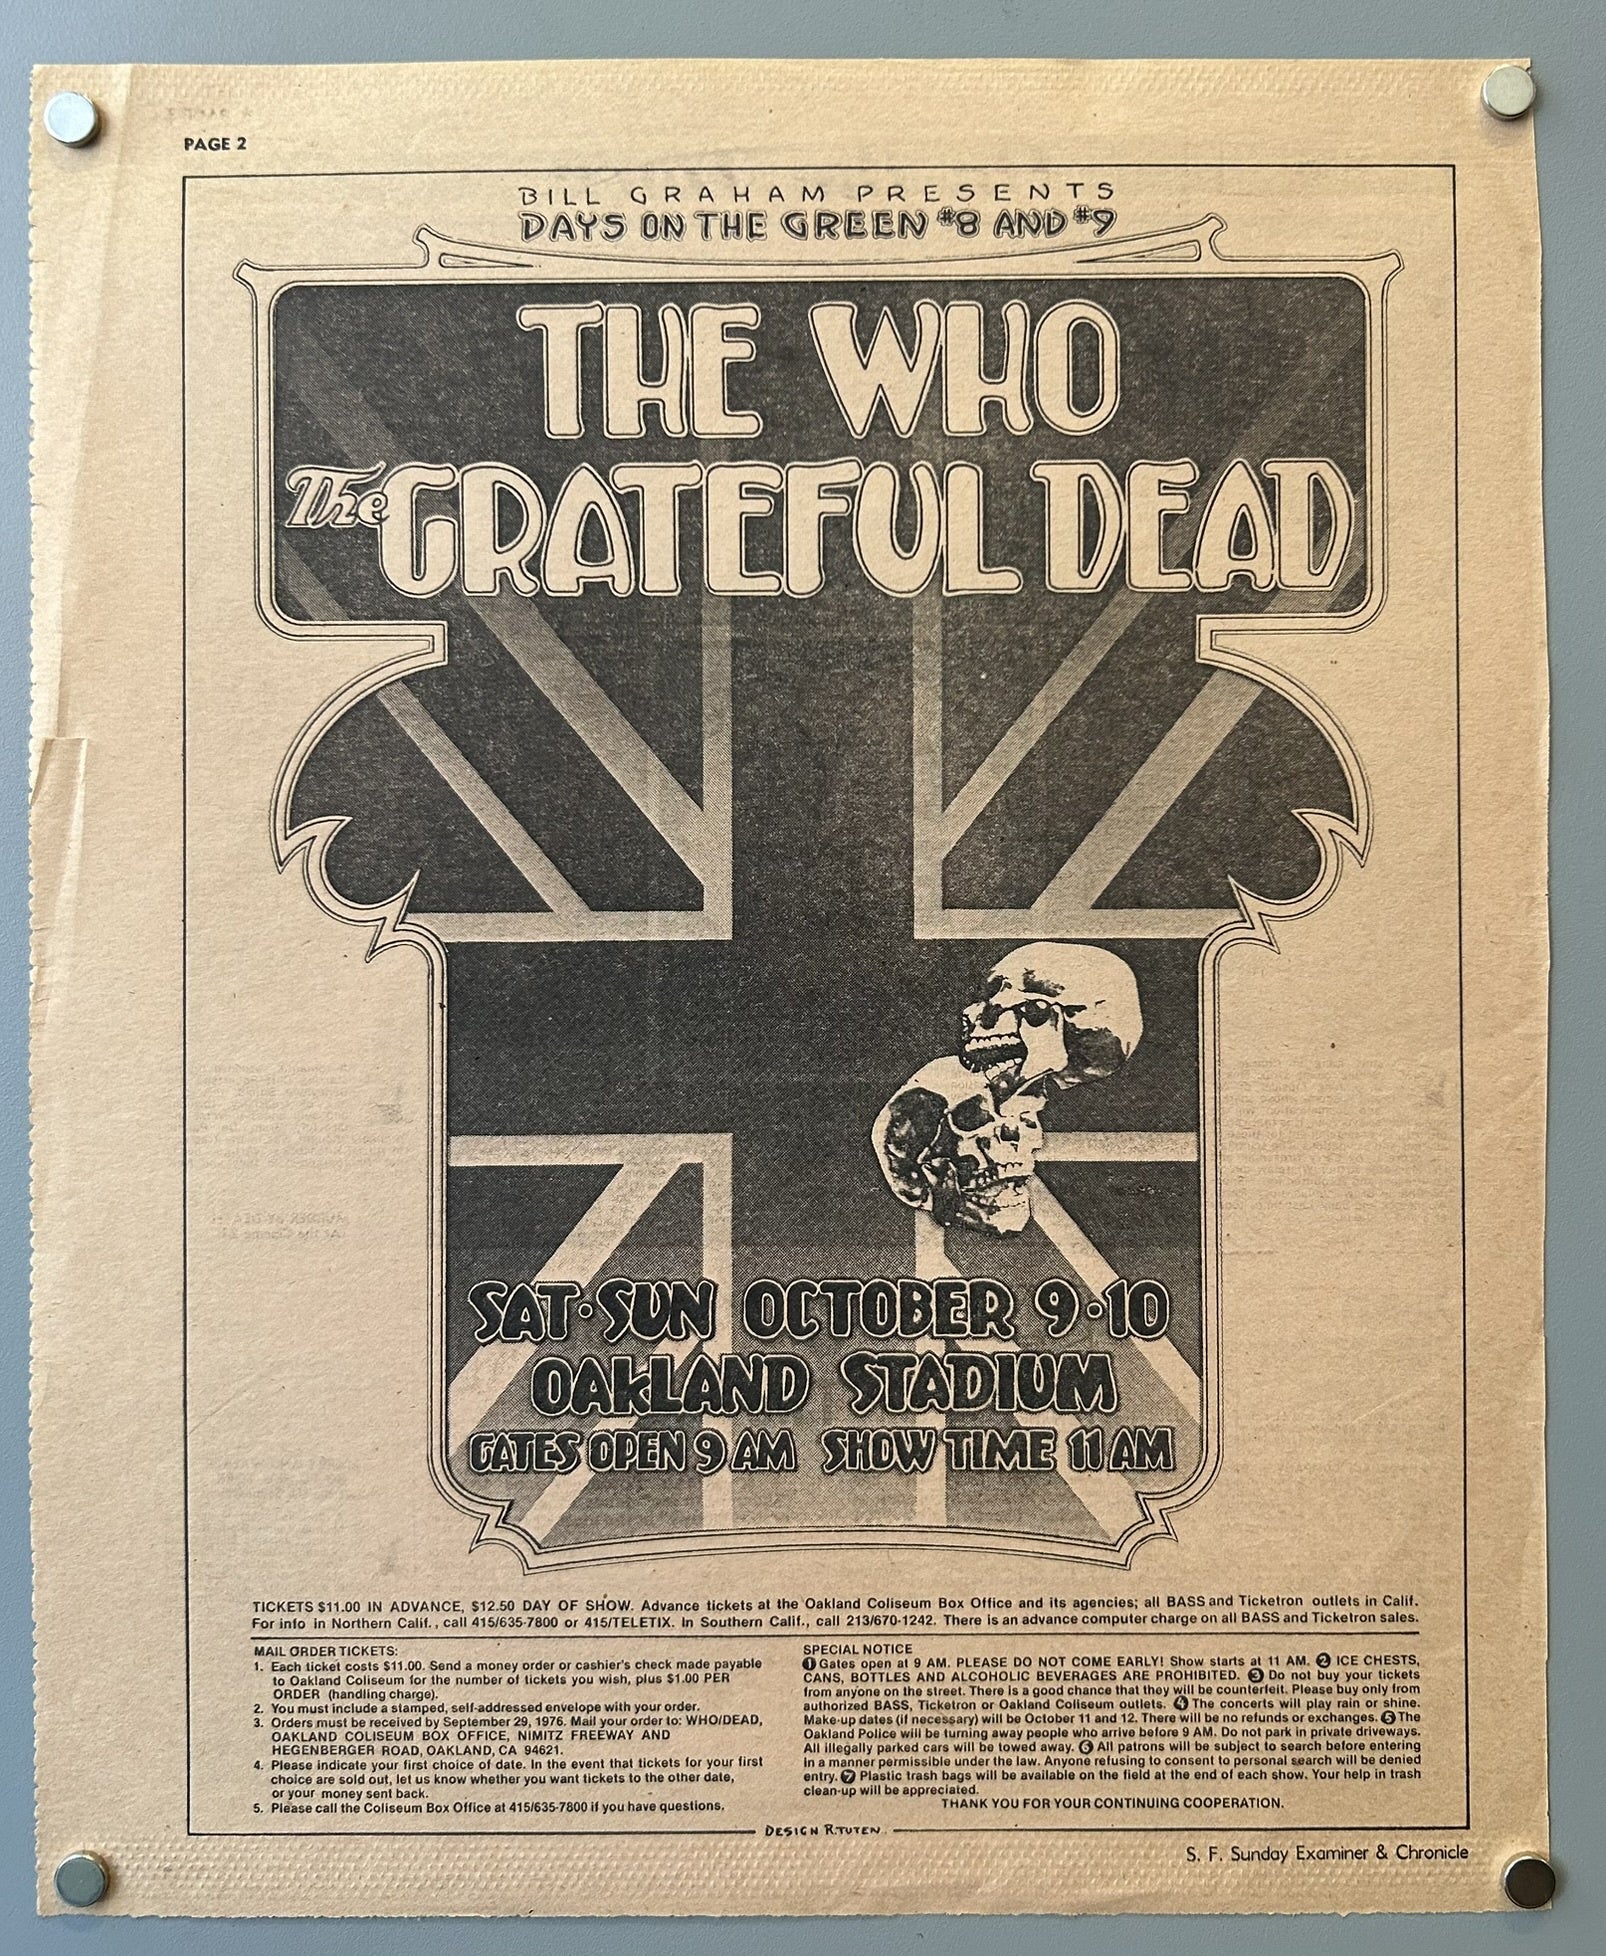 PAGE 2
BILL GRAHAM PRESENTS
DAYS ON THE GREEN #8 AND #9
THE WHO
The GRATEFUL DEAD
SAT·SUN OCTOBER 9·10
OAKLAND STADIUM
GATES OPEN 9 AM SHOW TIME 11 AM
TICKETS $11.00 IN ADVANCE, $12.50 DAY OF SHOW. Advance tickets at the Oakland Coliseum Box Office and its agencies; all BASS and Ticketron outlets in Calif.
For info in Northern Calif., call 415/635-7800 or 415/TELETIX. In Southern Calif., call 213/670-1242. There is an advance computer charge on all BASS and Ticketron sales.
MAIL ORDER TICKETS:
1. Each ticket costs $11.00. Send a money order or cashier's check made payable
to Oakland Coliseum for the number of tickets you wish, plus $1.00 PER
ORDER (handling charge).
2. You must include a stamped, self-addressed envelope with your order.
3. Orders must be received by September 29, 1976. Mail your order to: WHO/DEAD,
OAKLAND COLISEUM BOX OFFICE, NIMITZ FREEWAY AND
HEGENBERGER ROAD, OAKLAND, CA 94621.
4. Please indicate your first choice of date. In the event that tickets for your first
choice are sold out, let us know whether you want tickets to the other date,
or your money sent back.
5. Please call the Coliseum Box Office at 415/635-7800 if you have questions.
SPECIAL NOTICE
1 Gates open at 9 AM. PLEASE DO NOT COME EARLY! Show starts at 11 AM. 2 ICE CHESTS,
CANS, BOTTLES AND ALCOHOLIC BEVERAGES ARE PROHIBITED. 3 Do not buy your tickets
from anyone on the street. There is a good chance that they will be counterfeit. Please buy only from
authorized BASS, Ticketron or Oakland Coliseum outlets. 4 The concerts will play rain or shine.
Make-up dates (if necessary) will be October 11 and 12. There will be no refunds or exchanges. 5 The
Oakland Police will be turning away people who arrive before 9 AM. Do not park in private driveways.
All illegally parked cars will be towed away. 6 All patrons will be subject to search before entering
in a manner permissible under the law. Anyone refusing to consent to personal search will be denied
entry. 7 Plastic trash bags will be available on the field at the end of each show. Your help in trash
clean-up will be appreciated.
THANK YOU FOR YOUR CONTINUING COOPERATION.
DESIGN R.TUTEN.
S. F. Sunday Examiner & Chronicle